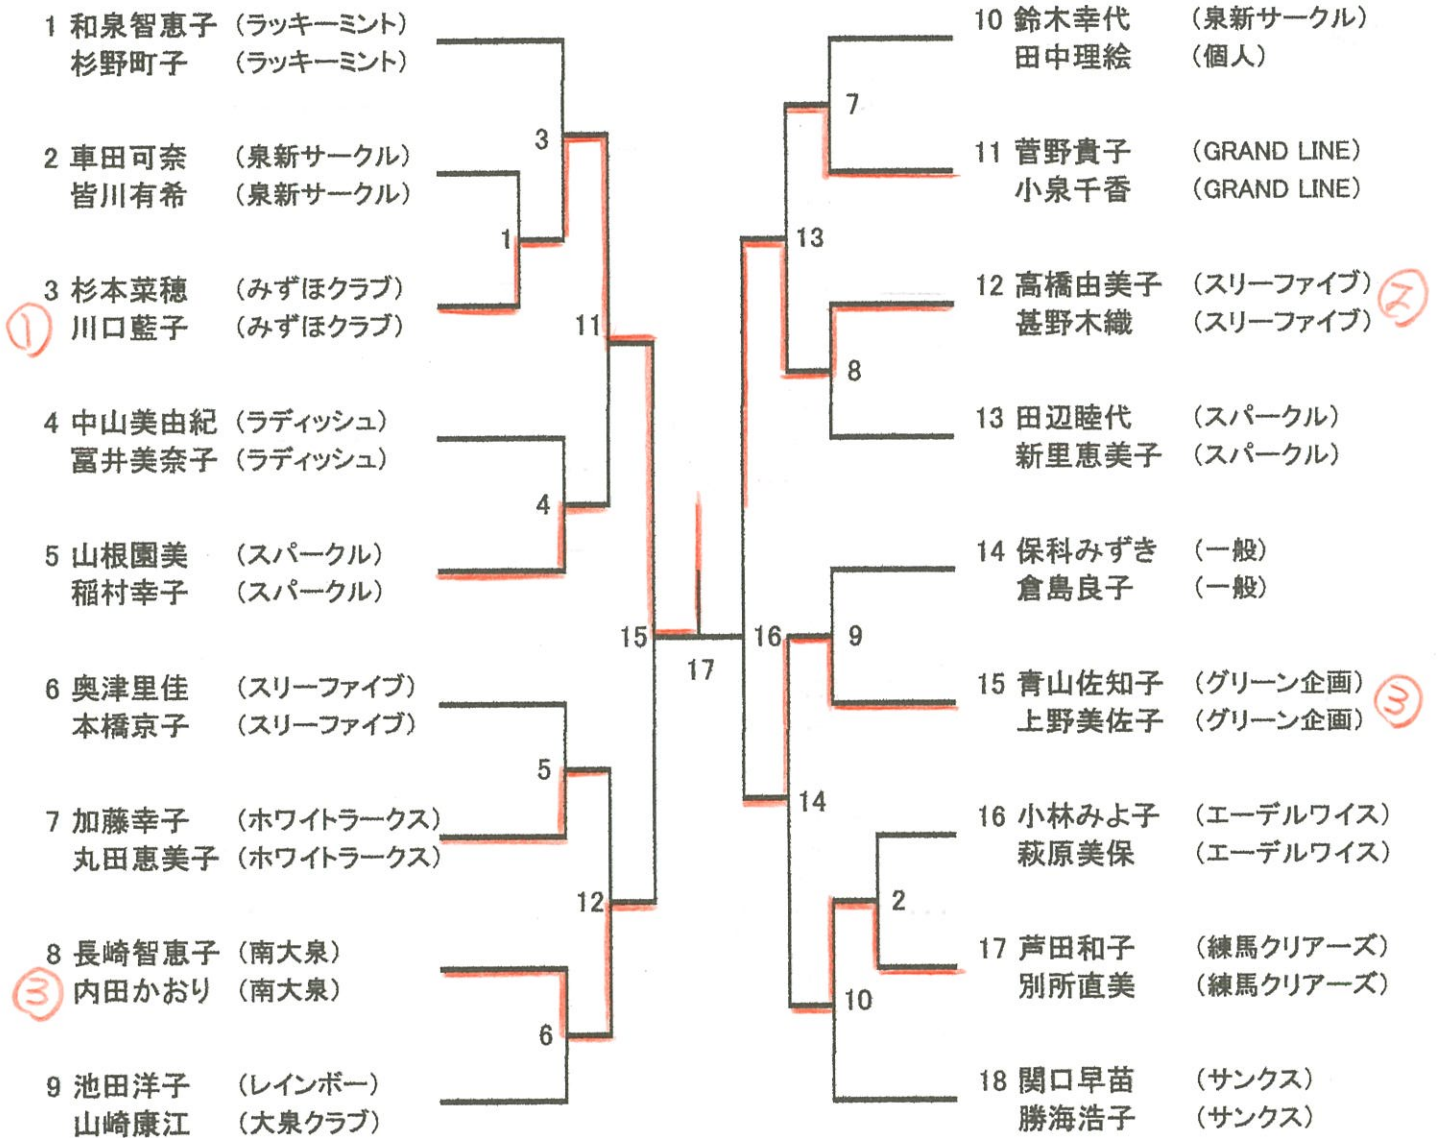 1 和泉智恵子 (ラッキーミント)
杉野町子 (ラッキーミント)
2 車田可奈 (泉新サークル)
皆川有希 (泉新サークル)
3 杉本菜穂 (みずほクラブ)
① 川口藍子 (みずほクラブ)
4 中山美由紀 (ラディッシュ)
冨井美奈子 (ラディッシュ)
5 山根園美 (スパークル)
稲村幸子 (スパークル)
6 奥津里佳 (スリーファイブ)
本橋京子 (スリーファイブ)
7 加藤幸子 (ホワイトラークス)
丸田恵美子 (ホワイトラークス)
8 長崎智恵子 (南大泉)
③ 内田かおり (南大泉)
9 池田洋子 (レインボー)
山崎康江 (大泉クラブ)
3
1
11
4
15
5
12
6
17
7
13
8
16
9
14
2
10
10 鈴木幸代 (泉新サークル)
田中理絵 (個人)
11 菅野貴子 (GRAND LINE)
小泉千香 (GRAND LINE)
12 高橋由美子 (スリーファイブ) ②
甚野木織 (スリーファイブ)
13 田辺睦代 (スパークル)
新里恵美子 (スパークル)
14 保科みずき (一般)
倉島良子 (一般)
15 青山佐知子 (グリーン企画) ③
上野美佐子 (グリーン企画)
16 小林みよ子 (エーデルワイス)
萩原美保 (エーデルワイス)
17 芦田和子 (練馬クリアーズ)
別所直美 (練馬クリアーズ)
18 関口早苗 (サンクス)
勝海浩子 (サンクス)